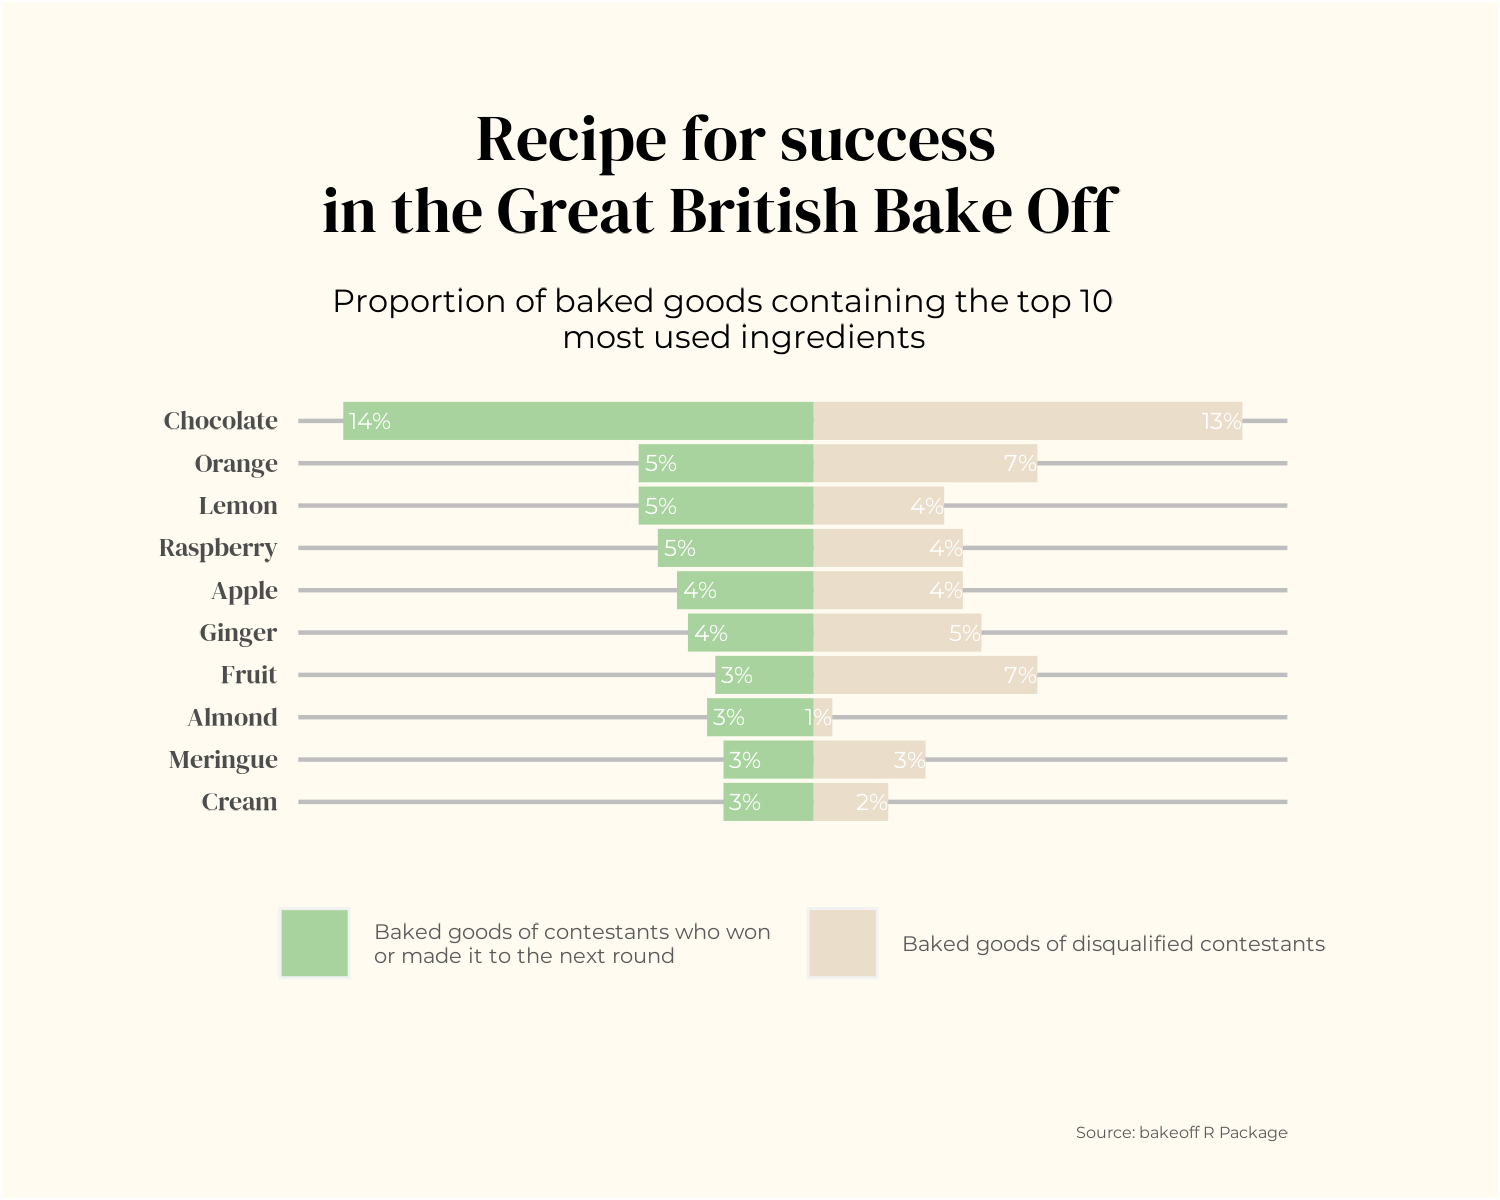 Recipe for success
in the Great British Bake Off
Proportion of baked goods containing the top 10
most used ingredients
Chocolate 14% 13%
Orange 5% 7%
Lemon 5% 4%
Raspberry 5% 4%
Apple 4% 4%
Ginger 4% 5%
Fruit 3% 7%
Almond 3% 1%
Meringue 3% 3%
Cream 3% 2%
Baked goods of contestants who won
or made it to the next round
Baked goods of disqualified contestants
Source: bakeoff R Package